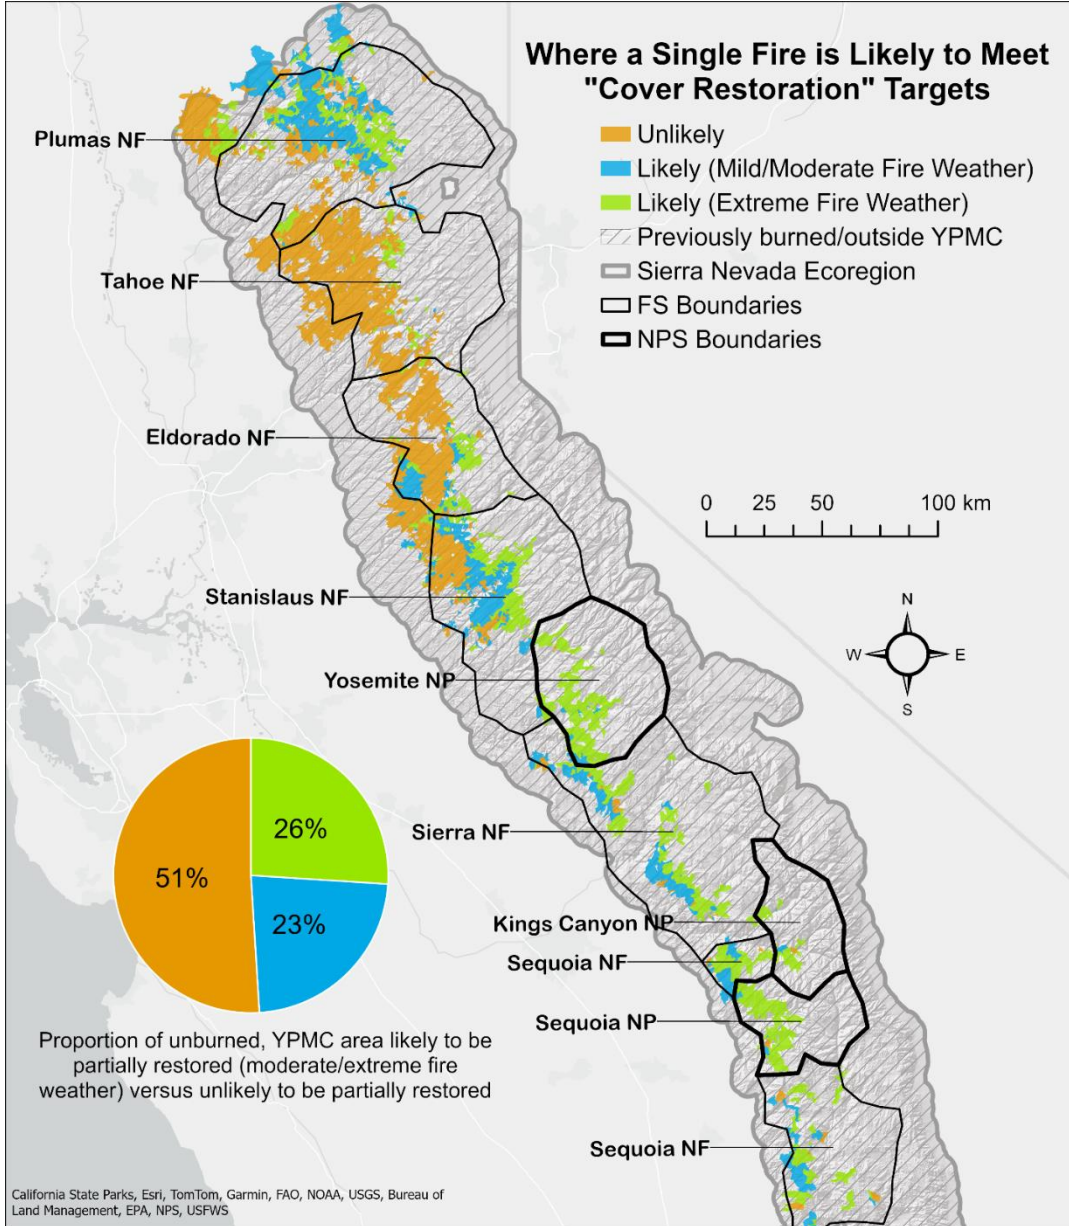 Where a Single Fire is Likely to Meet
"Cover Restoration" Targets
Unlikely
Likely (Mild/Moderate Fire Weather)
Likely (Extreme Fire Weather)
Previously burned/outside YPMC
Sierra Nevada Ecoregion
FS Boundaries
NPS Boundaries
Plumas NF
Tahoe NF
Eldorado NF
0 25 50 100 km
Stanislaus NF
N
W E
S
Yosemite NP
Sierra NF
26%
51%
23%
Kings Canyon NP
Sequoia NF
Sequoia NP
Proportion of unburned, YPMC area likely to be
partially restored (moderate/extreme fire
weather) versus unlikely to be partially restored
Sequoia NF
California State Parks, Esri, TomTom, Garmin, FAO, NOAA, USGS, Bureau of
Land Management, EPA, NPS, USFWS